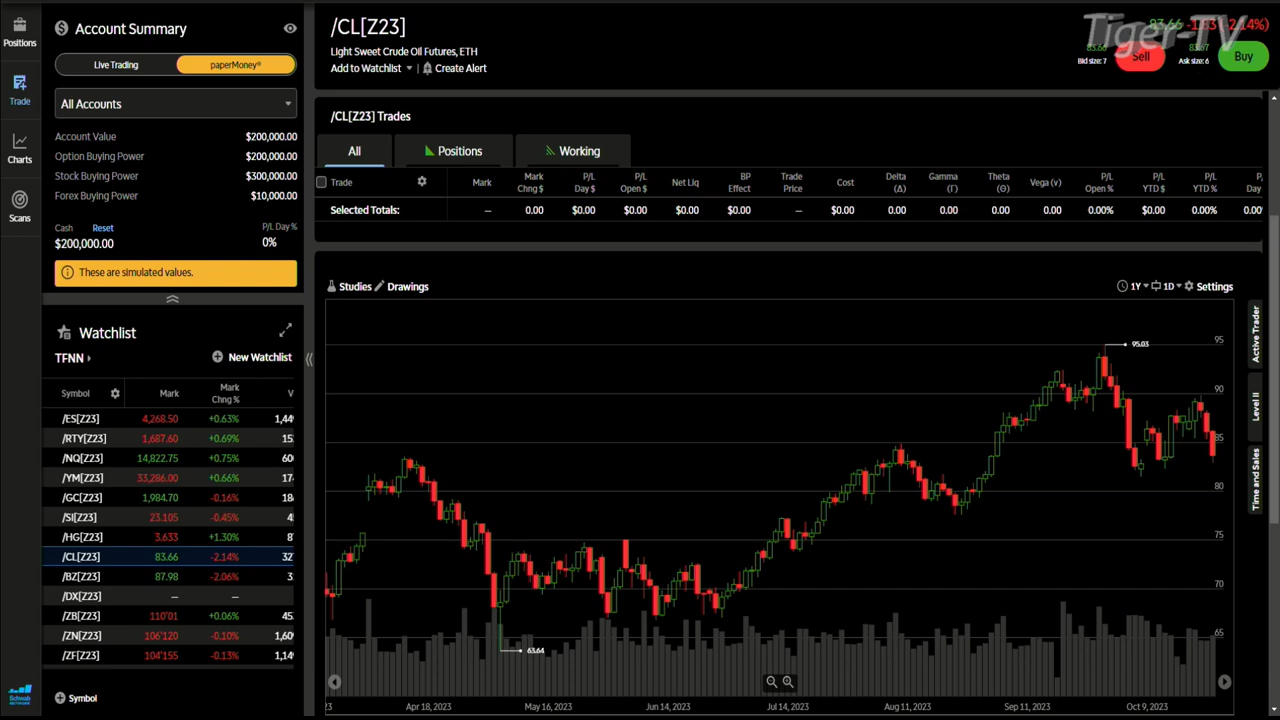 Positions
Trade
Charts
Scans
Account Summary
Live Trading
paperMoney®
All Accounts
Account Value $200,000.00
Option Buying Power $200,000.00
Stock Buying Power $300,000.00
Forex Buying Power $10,000.00
Cash Reset P/L Day %
$200,000.00 0%
These are simulated values.
Watchlist
TFNN New Watchlist
Symbol Mark Mark Chng % V
/ES[Z23] 4,268.50 +0.63%
/RTY[Z23] 1,687.60 +0.69%
/NQ[Z23] 14,822.75 +0.75%
/YM[Z23] 33,286.00 +0.66%
/GC[Z23] 1,984.70 -0.16%
/SI[Z23] 23.105 -0.45%
/HG[Z23] 3.633 +1.30%
/CL[Z23] 83.66 -2.14%
/BZ[Z23] 87.98 -2.06%
/DX[Z23] — —
/ZB[Z23] 110'01 +0.06%
/ZN[Z23] 106'120 -0.10%
/ZF[Z23] 104'155 -0.13%
Symbol
Schwab
NETWORK
/CL[Z23]
Light Sweet Crude Oil Futures, ETH
Add to Watchlist | Create Alert
Tiger-TV
83.66 -1.83 (-2.14%)
83.66 Bid size: 7
Sell
83.67 Ask size: 6
Buy
/CL[Z23] Trades
All Positions Working
Trade Mark Mark Chng $ P/L Day $ P/L Open $ Net Liq BP Effect Trade Price Cost Delta (Δ) Gamma (Γ) Theta (Θ) Vega (v) P/L Open % P/L YTD $ P/L YTD % P/L Day
Selected Totals: — 0.00 $0.00 $0.00 $0.00 $0.00 — $0.00 0.00 0.00 0.00 0.00 0.00% $0.00 0.00%
Studies Drawings 1Y 1D Settings
95.03
95
90
85
80
75
70
65
63.64
Apr 18, 2023 May 16, 2023 Jun 14, 2023 Jul 14, 2023 Aug 11, 2023 Sep 11, 2023 Oct 9, 2023
Active Trader
Level II
Time and Sales